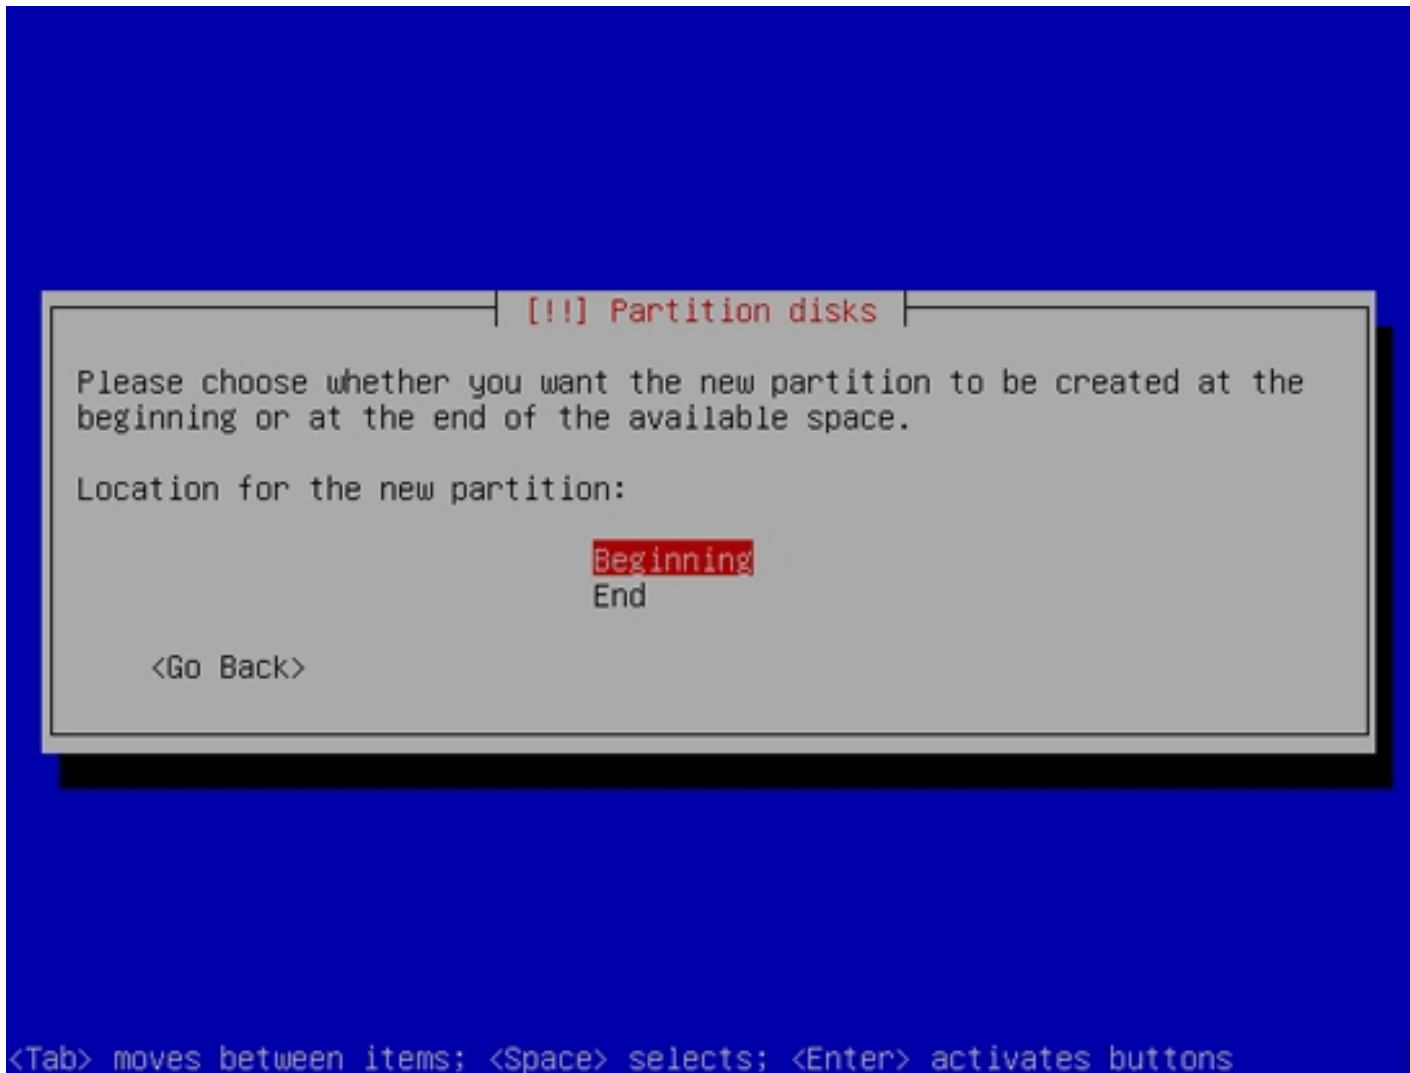 [!!] Partition disks
Please choose whether you want the new partition to be created at the
beginning or at the end of the available space.
Location for the new partition:
Beginning
End
<Go Back>
<Tab> moves between items; <Space> selects; <Enter> activates buttons